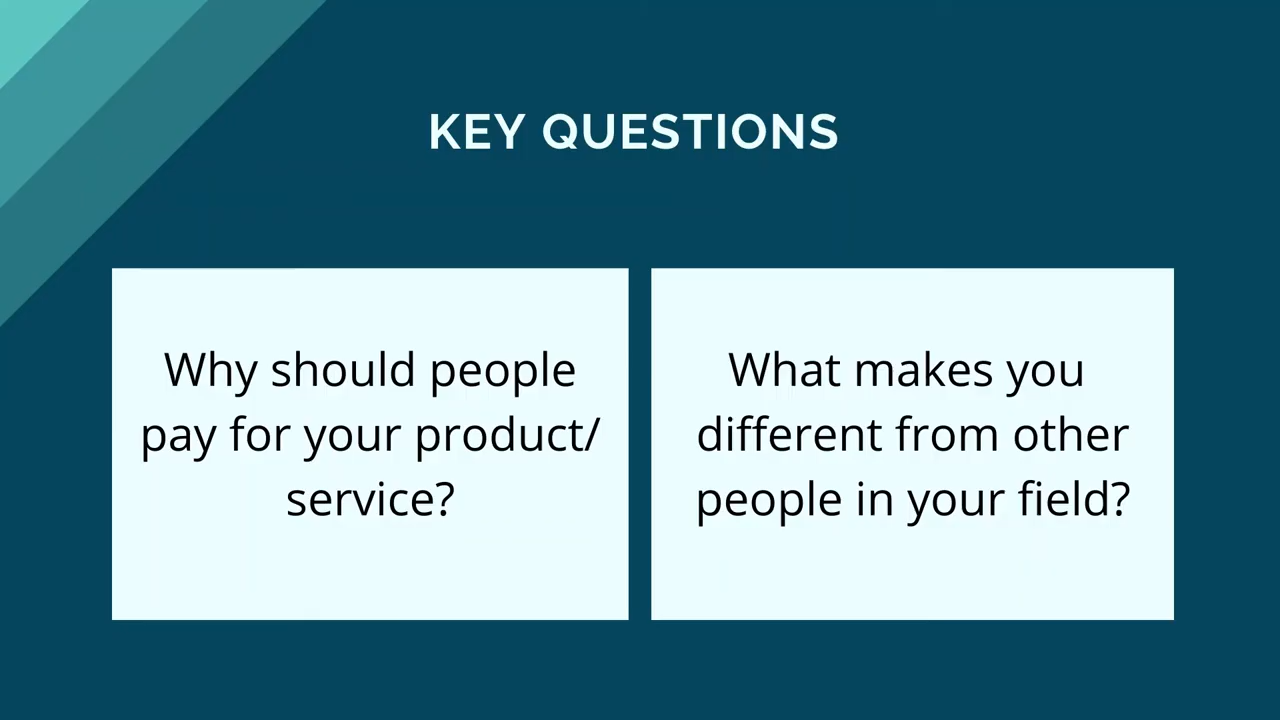 KEY QUESTIONS
Why should people
pay for your product/
service?
What makes you
different from other
people in your field?